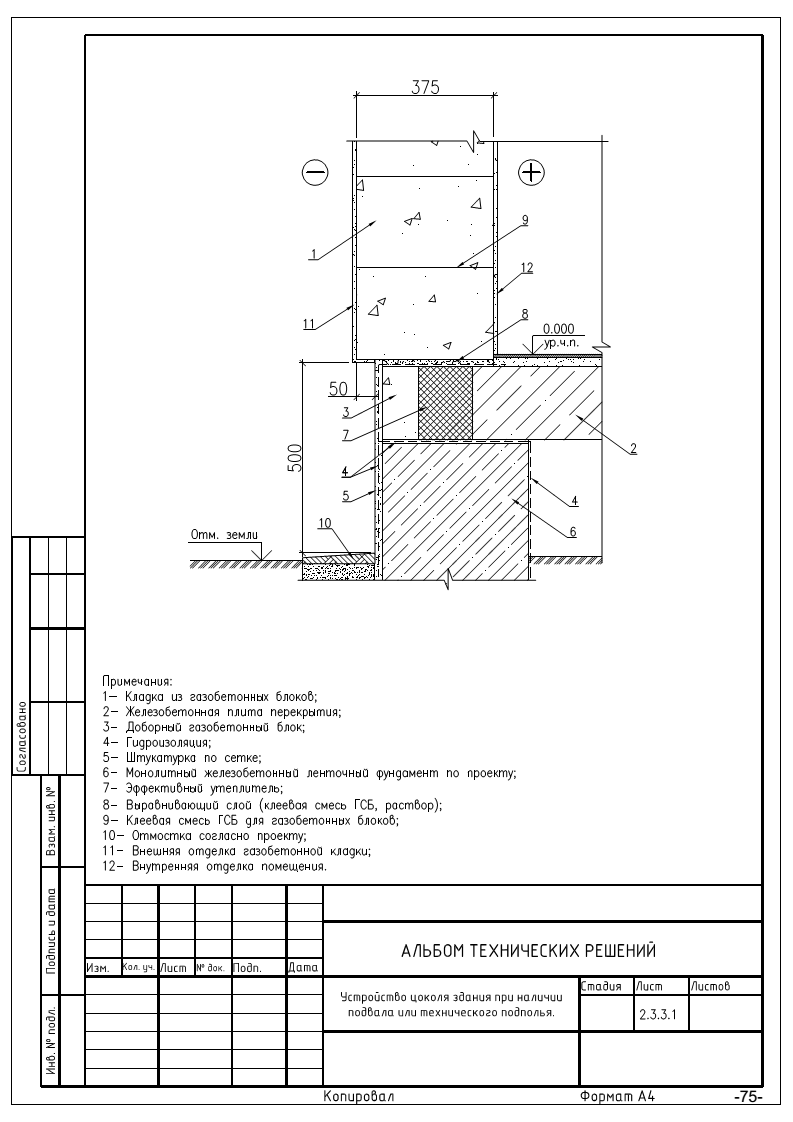 375
1
9
12
11
8
0.000
ур.ч.п.
50
3
7
2
500
4
5
4
6
10
Отм. земли
Примечания:
1– Кладка из газобетонных блоков;
2– Железобетонная плита перекрытия;
3– Доборный газобетонный блок;
4– Гидроизоляция;
5– Штукатурка по сетке;
6– Монолитный железобетонный ленточный фундамент по проекту;
7– Эффективный утеплитель;
8– Выравнивающий слой (клеевая смесь ГСБ, раствор);
9– Клеевая смесь ГСБ для газобетонных блоков;
10– Отмостка согласно проекту;
11– Внешняя отделка газобетонной кладки;
12– Внутренняя отделка помещения.
Согласовано
Взам. инв. №
Подпись и дата
Инв. № подл.
Изм. Кол. уч. Лист № док. Подп. Дата
АЛЬБОМ ТЕХНИЧЕСКИХ РЕШЕНИЙ
Устройство цоколя здания при наличии
подвала или технического подполья.
Стадия Лист Листов
2.3.3.1
Копировал Формат А4 -75-